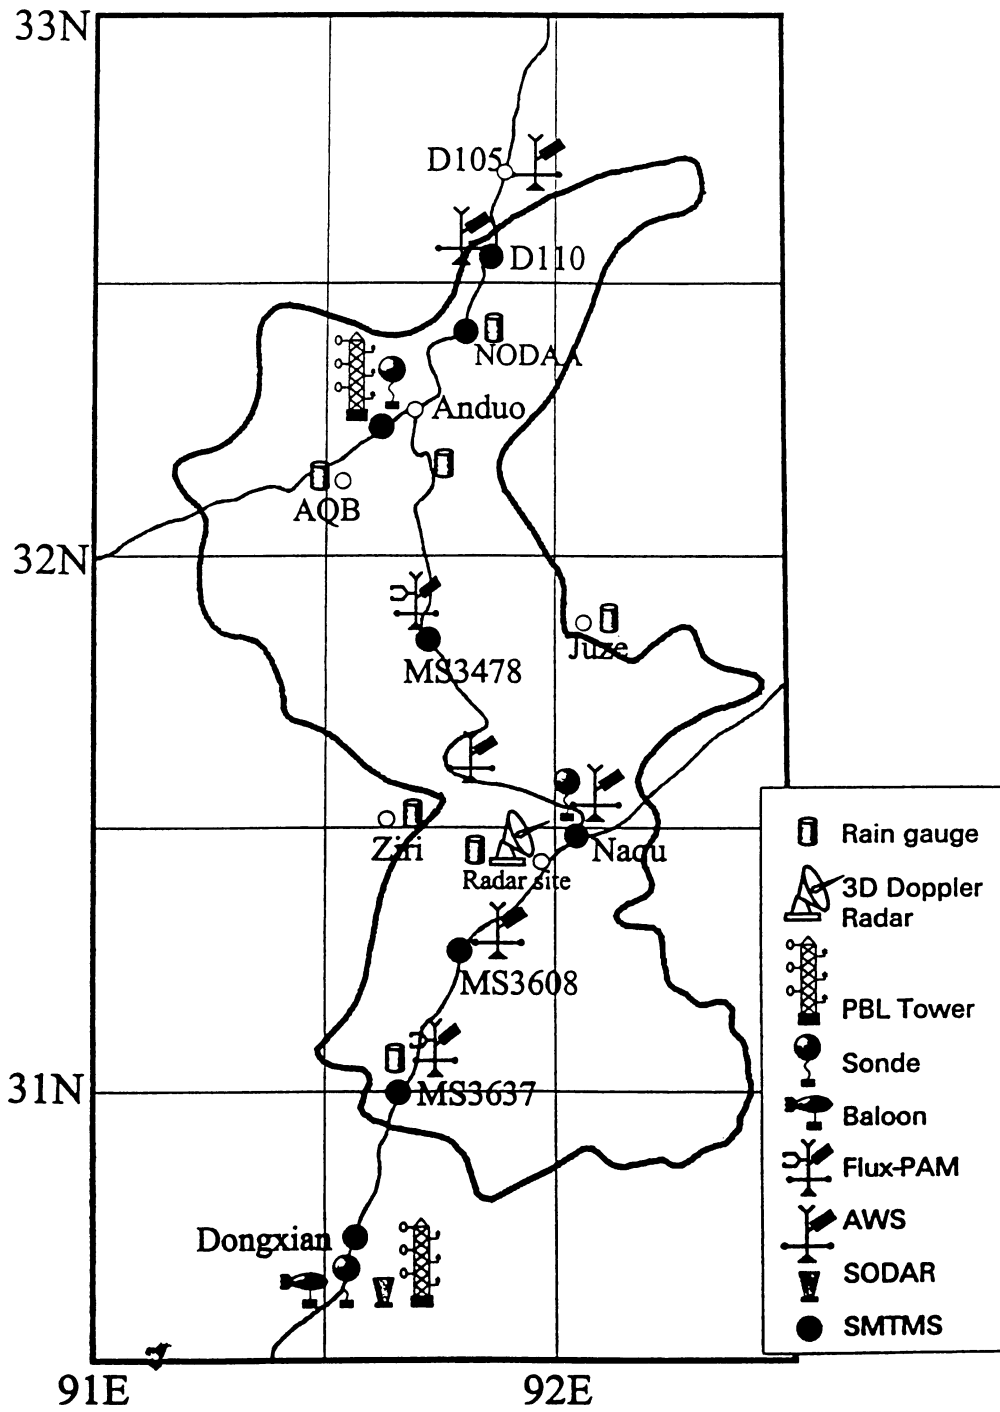 33N
D105
D110
NODAA
Anduo
AQB
32N
Juze
MS3478
Ziri
Naqu
Radar site
MS3608
31N
MS3637
Dongxian
91E
92E
Rain gauge
3D Doppler
Radar
PBL Tower
Sonde
Baloon
Flux-PAM
AWS
SODAR
SMTMS